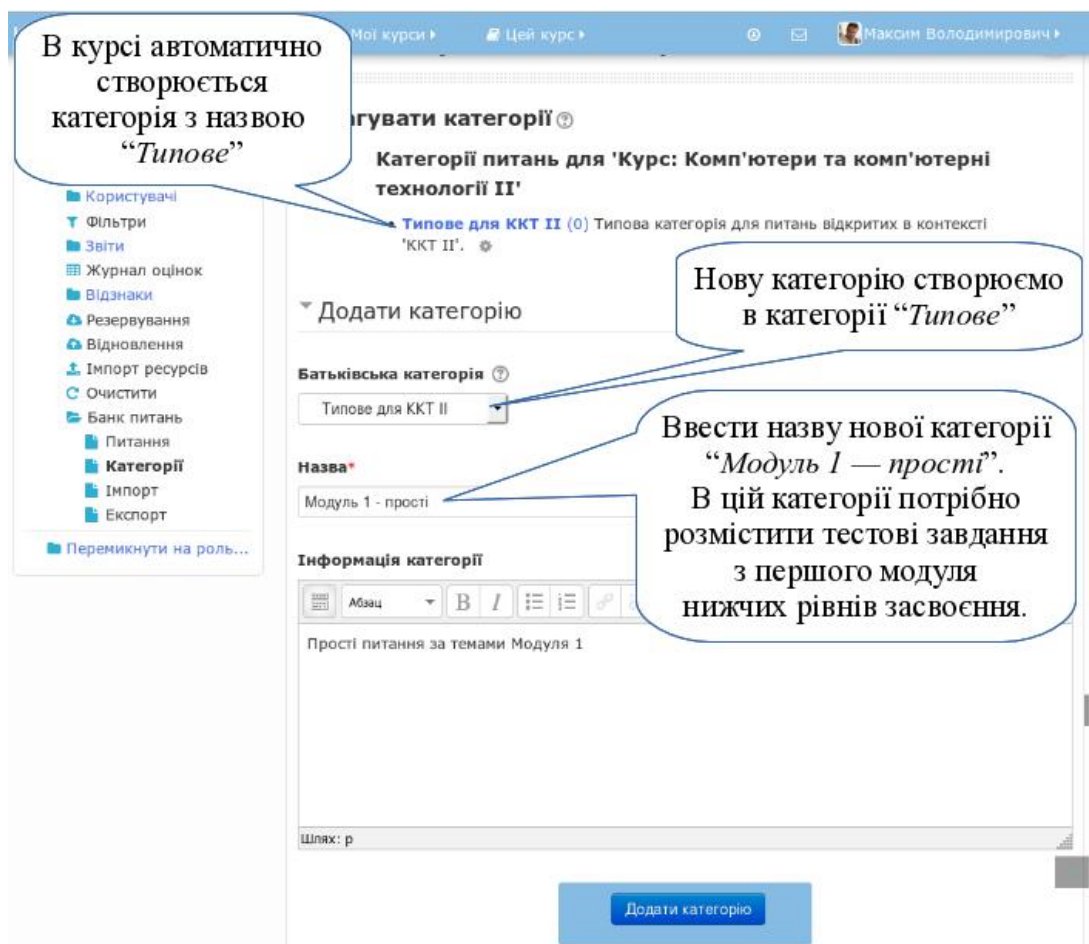 В курсі автоматично
створюється
категорія з назвою
“Типове”
Мої курси
Цей курс
Максим Володимирович
гувати категорії
Категорії питань для 'Курс: Комп'ютери та комп'ютерні
технології II'
Типове для ККТ II (0) Типова категорія для питань відкритих в контексті
'ККТ II'.
Користувачі
Фільтри
Звіти
Журнал оцінок
Відзнаки
Резервування
Відновлення
Імпорт ресурсів
Очистити
Банк питань
Питання
Категорії
Імпорт
Експорт
Перемикнути на роль...
Нову категорію створюємо
в категорії “Типове”
Додати категорію
Батьківська категорія
Типове для ККТ II
Ввести назву нової категорії
“Модуль 1 — прості”.
В цій категорії потрібно
розмістити тестові завдання
з першого модуля
нижчих рівнів засвоєння.
Назва*
Модуль 1 - прості
Інформація категорії
Абзац
B I
Прості питання за темами Модуля 1
Шлях: p
Додати категорію